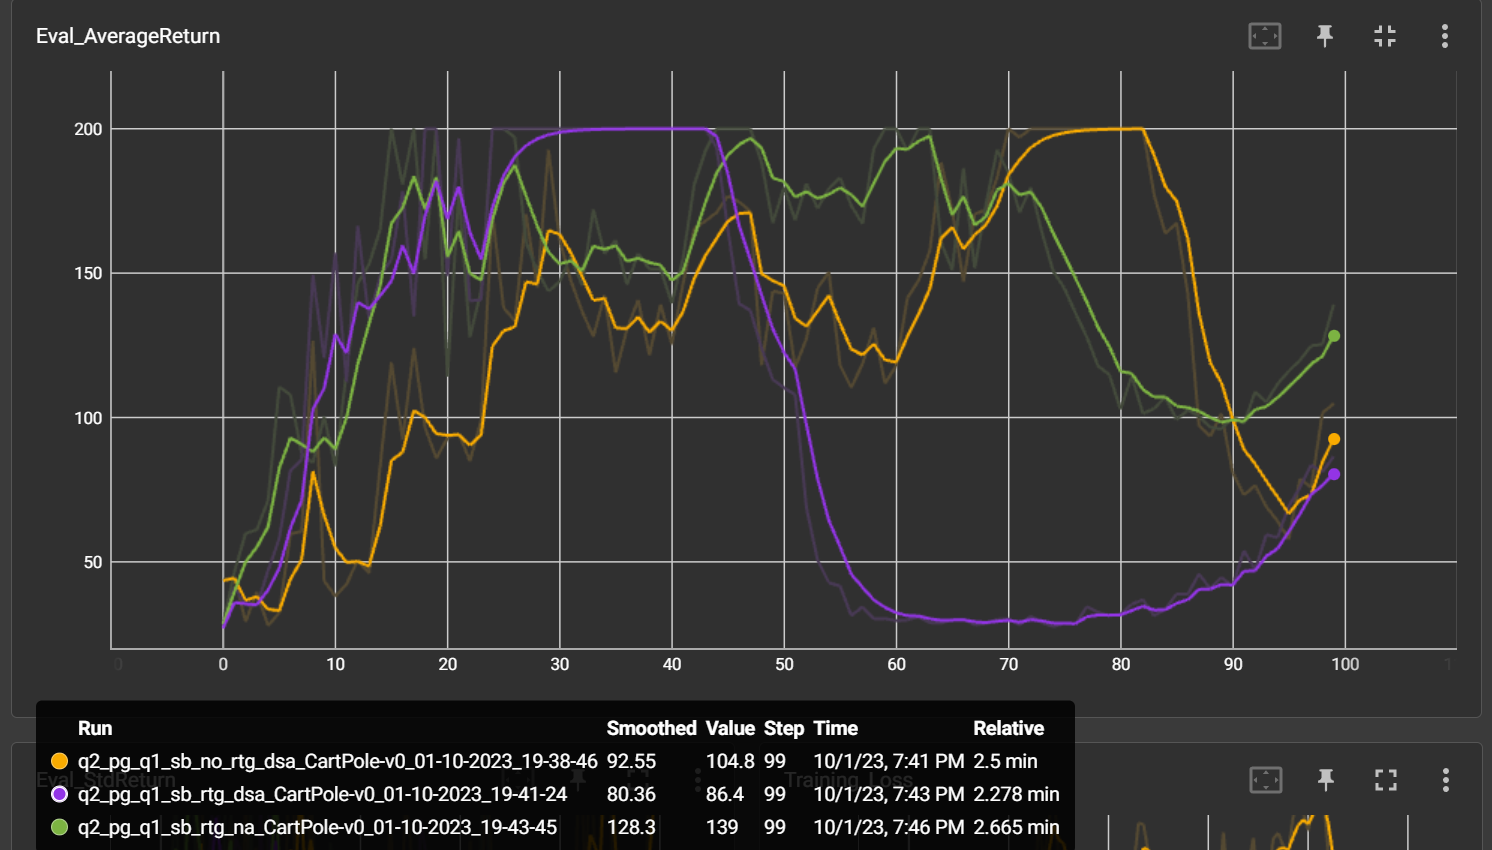 Eval_AverageReturn
200
150
100
50
0 0 10 20 30 40 50 60 70 80 90 100 1
Run Smoothed Value Step Time Relative
q2_pg_q1_sb_no_rtg_dsa_CartPole-v0_01-10-2023_19-38-46 92.55 104.8 99 10/1/23, 7:41 PM 2.5 min
Eval_StdReturn Training_Loss
q2_pg_q1_sb_rtg_dsa_CartPole-v0_01-10-2023_19-41-24 80.36 86.4 99 10/1/23, 7:43 PM 2.278 min
q2_pg_q1_sb_rtg_na_CartPole-v0_01-10-2023_19-43-45 128.3 139 99 10/1/23, 7:46 PM 2.665 min